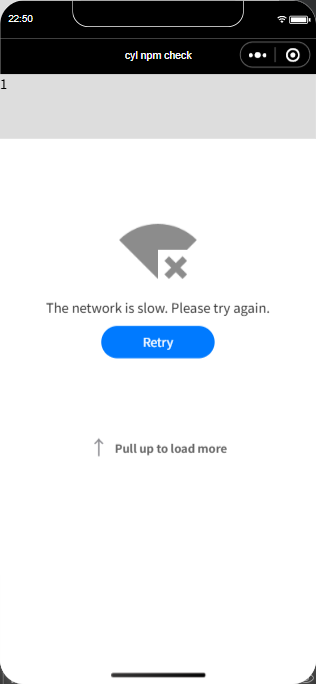 22:50
cyl npm check
1
The network is slow. Please try again.
Retry
Pull up to load more